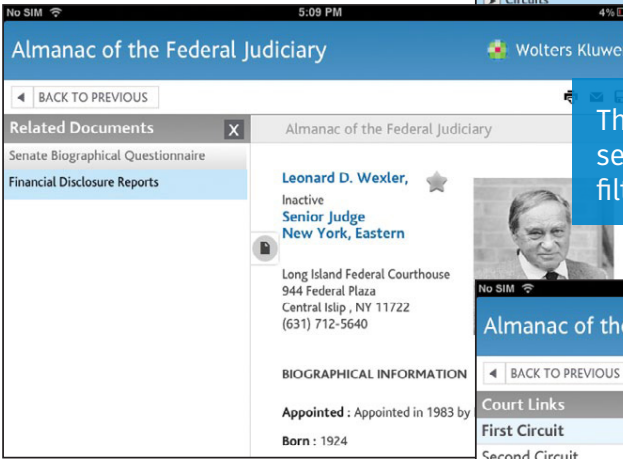 Circuits
No SIM 5:09 PM 4%
Almanac of the Federal Judiciary
Wolters Kluwe
BACK TO PREVIOUS
Related Documents X
Senate Biographical Questionnaire
Financial Disclosure Reports
Almanac of the Federal Judiciary
Leonard D. Wexler,
Inactive
Senior Judge
New York, Eastern
Long Island Federal Courthouse
944 Federal Plaza
Central Islip , NY 11722
(631) 712-5640
BIOGRAPHICAL INFORMATION
Appointed : Appointed in 1983 by
Born : 1924
Th
se
filt
No SIM
Almanac of the
BACK TO PREVIOUS
Court Links
First Circuit
Second Circuit